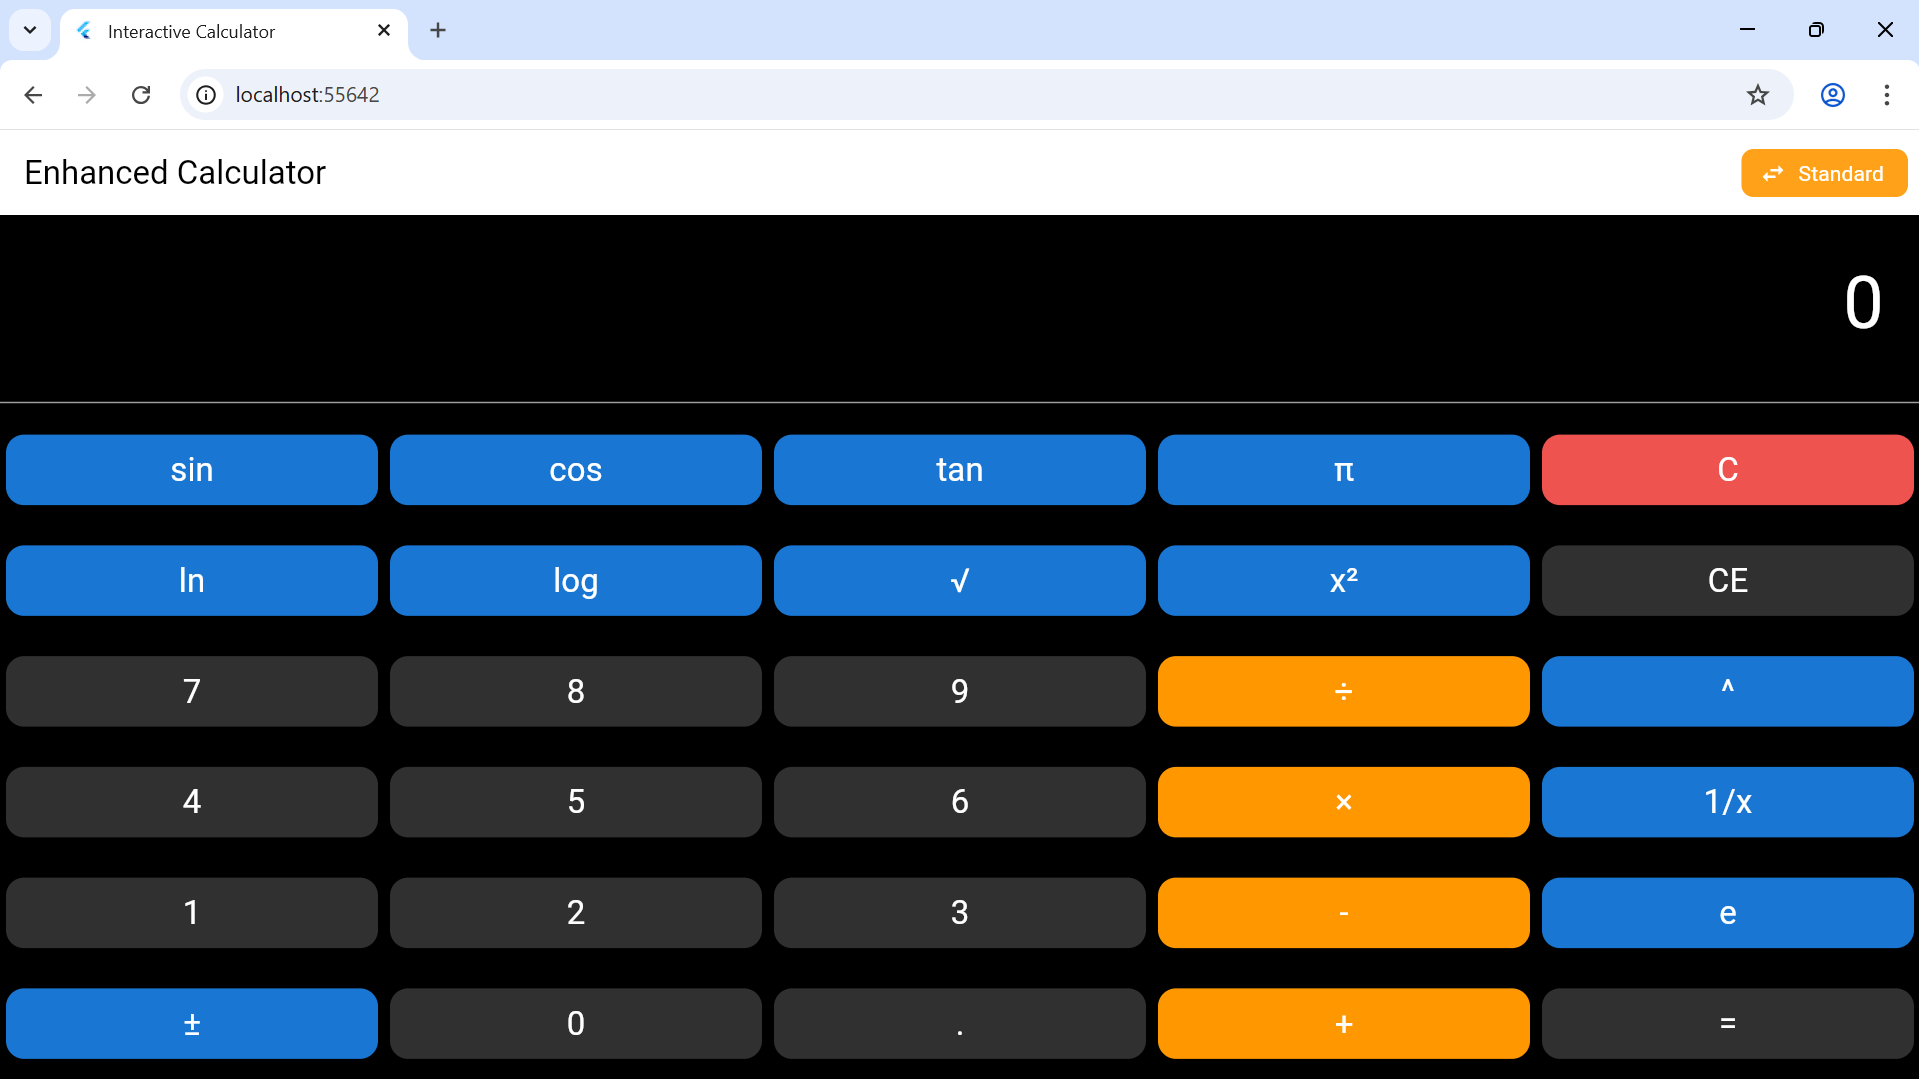 Interactive Calculator
localhost:55642
Enhanced Calculator
Standard
0
sin cos tan π C
ln log √ x² CE
7 8 9 ÷ ^
4 5 6 × 1/x
1 2 3 - e
± 0 . + =